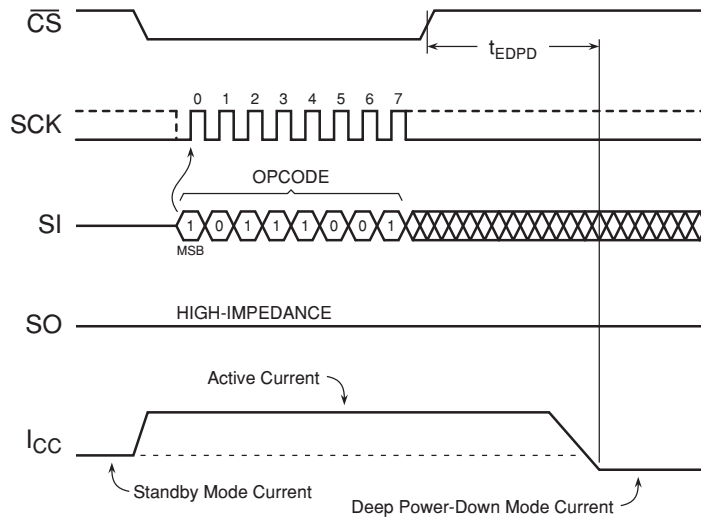 CS
tEDPD
0 1 2 3 4 5 6 7
SCK
OPCODE
SI
1 0 1 1 1 0 0 1
MSB
HIGH-IMPEDANCE
SO
Active Current
ICC
Standby Mode Current
Deep Power-Down Mode Current